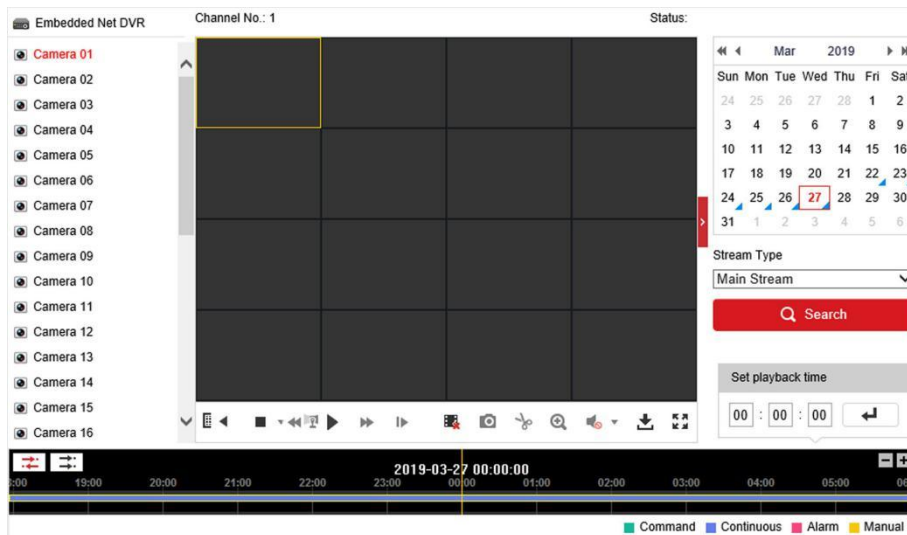 Embedded Net DVR
Channel No.: 1
Status:
Camera 01
Camera 02
Camera 03
Camera 04
Camera 05
Camera 06
Camera 07
Camera 08
Camera 09
Camera 10
Camera 11
Camera 12
Camera 13
Camera 14
Camera 15
Camera 16
Mar 2019
Sun Mon Tue Wed Thu Fri Sat
24 25 26 27 28 1 2
3 4 5 6 7 8 9
10 11 12 13 14 15 16
17 18 19 20 21 22 23
24 25 26 27 28 29 30
31 1 2 3 4 5 6
Stream Type
Main Stream
Search
Set playback time
00 : 00 : 00
2019-03-27 00:00:00
19:00 20:00 21:00 22:00 23:00 00:00 01:00 02:00 03:00 04:00 05:00
Command Continuous Alarm Manual